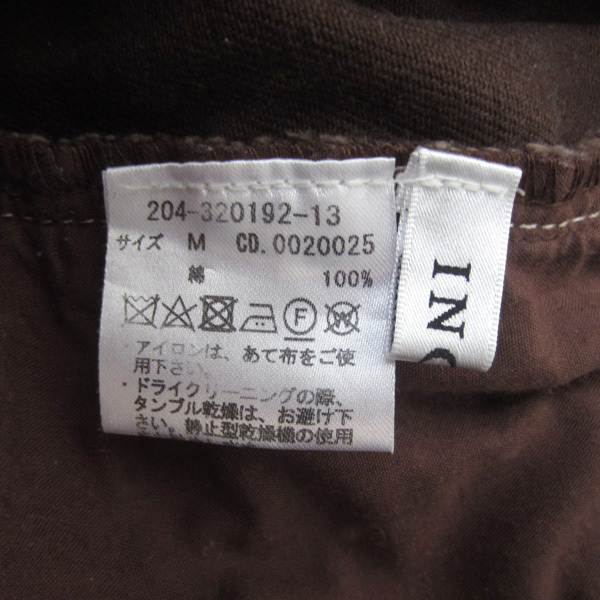 204-320192-13
サイズ M CD.0020025
綿 100%
F W
・アイロンは、あて布をご使
用下さい。
・ドライクリーニングの際、
タンブル乾燥は、お避け下
さい。静止型乾燥機の使用
INO